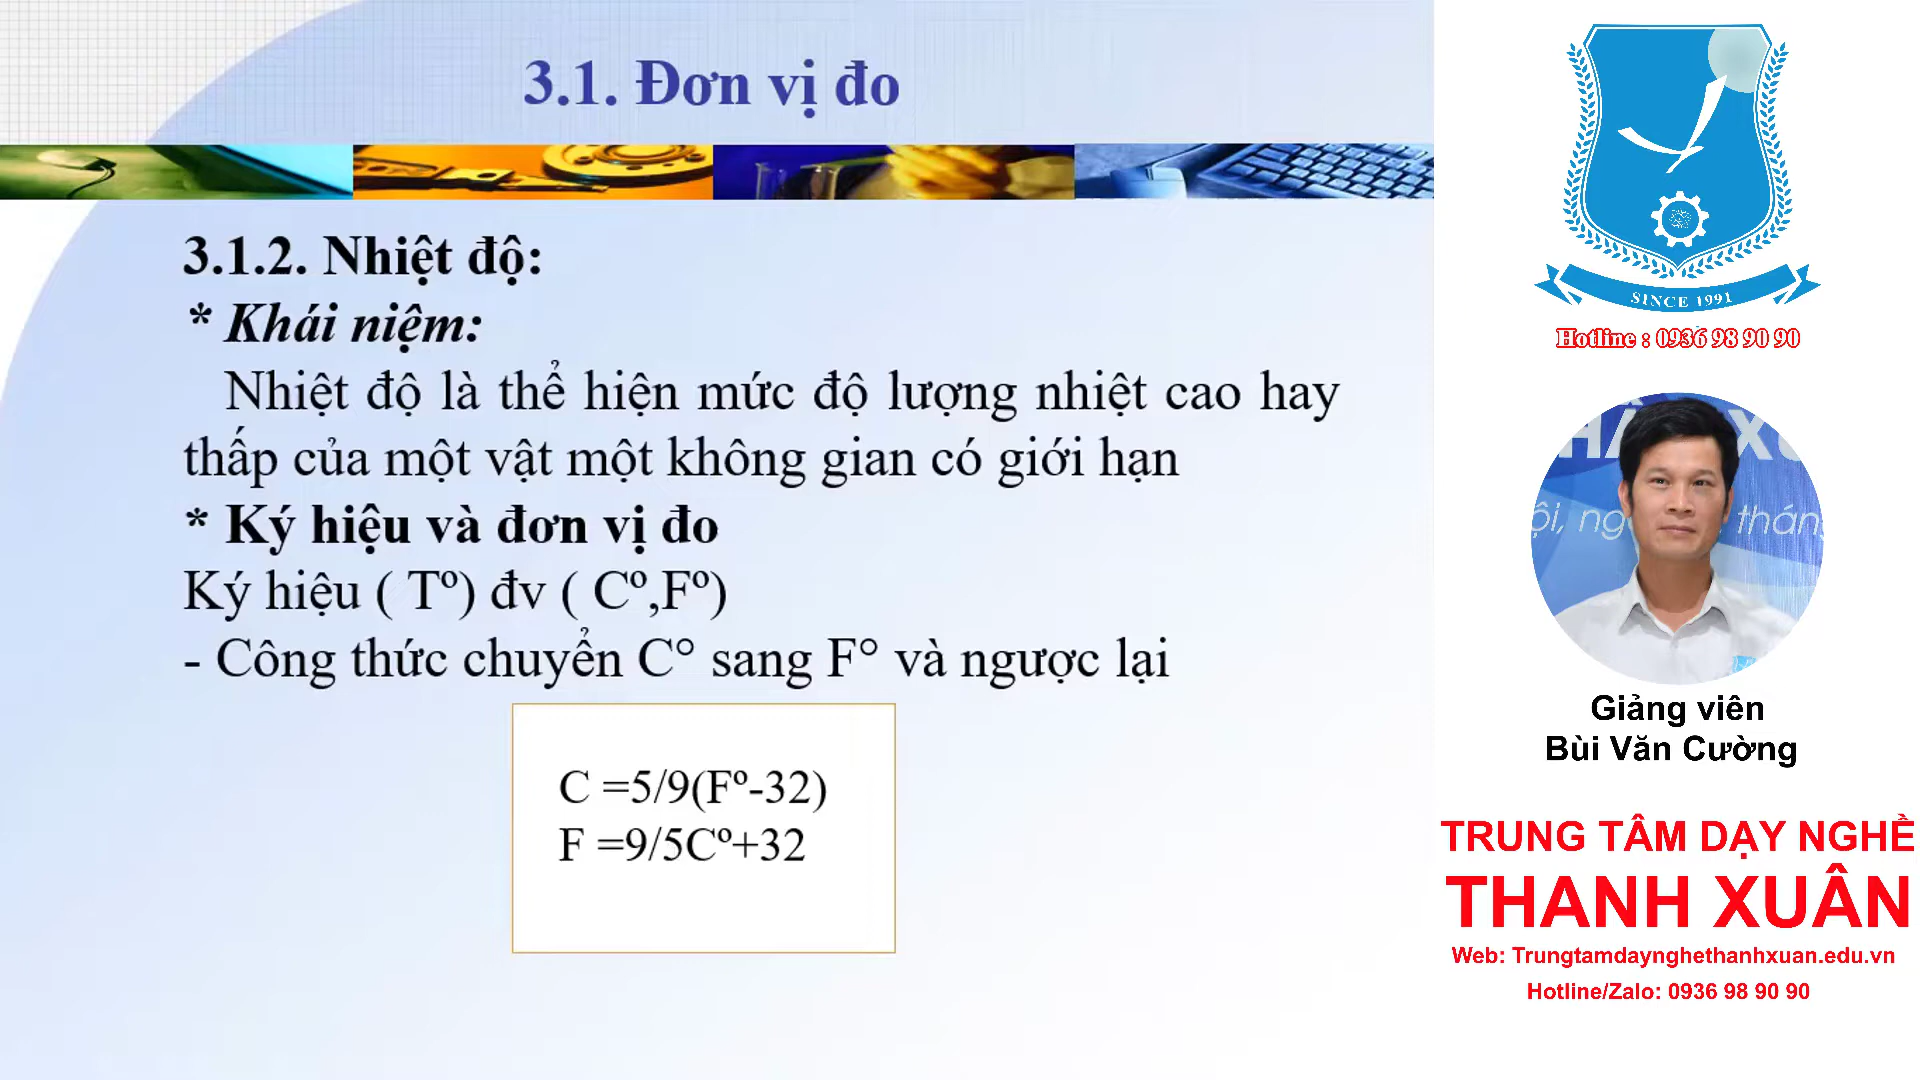 3.1. Đơn vị đo
3.1.2. Nhiệt độ:
* Khái niệm:
Nhiệt độ là thể hiện mức độ lượng nhiệt cao hay
thấp của một vật một không gian có giới hạn
* Ký hiệu và đơn vị đo
Ký hiệu ( Tº) đv ( Cº,Fº)
- Công thức chuyển C° sang F° và ngược lại
C =5/9(Fº-32)
F =9/5Cº+32
SINCE 1991
Hotline : 0936 98 90 90
ội, ng thán
Giảng viên
Bùi Văn Cường
TRUNG TÂM DẠY NGHỀ
THANH XUÂN
Web: Trungtamdaynghethanhxuan.edu.vn
Hotline/Zalo: 0936 98 90 90